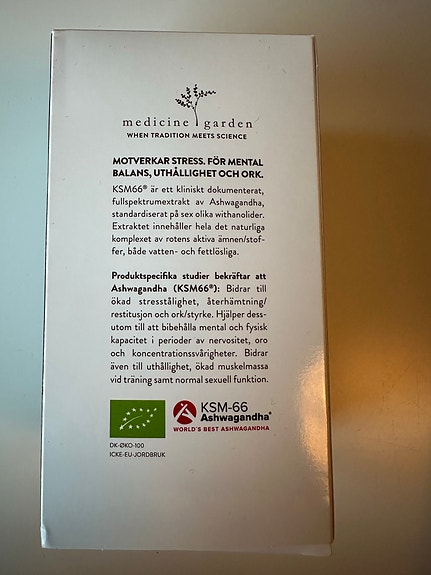 medicine garden
WHEN TRADITION MEETS SCIENCE
MOTVERKAR STRESS. FÖR MENTAL
BALANS, UTHÅLLIGHET OCH ORK.
KSM66® är ett kliniskt dokumenterat,
fullspektrumextrakt av Ashwagandha,
standardiserat på sex olika withanolider.
Extraktet innehåller hela det naturliga
komplexet av rotens aktiva ämnen/stof-
fer, både vatten- och fettlösliga.
Produktspecifika studier bekräftar att
Ashwagandha (KSM66®): Bidrar till
ökad stresstålighet, återhämtning/
restitusjon och ork/styrke. Hjälper dess-
utom till att bibehålla mental och fysisk
kapacitet i perioder av nervositet, oro
och koncentrationssvårigheter. Bidrar
även till uthållighet, ökad muskelmassa
vid träning samt normal sexuell funktion.
KSM-66
Ashwagandha®
WORLD'S BEST ASHWAGANDHA
DK-ØKO-100
ICKE-EU-JORDBRUK